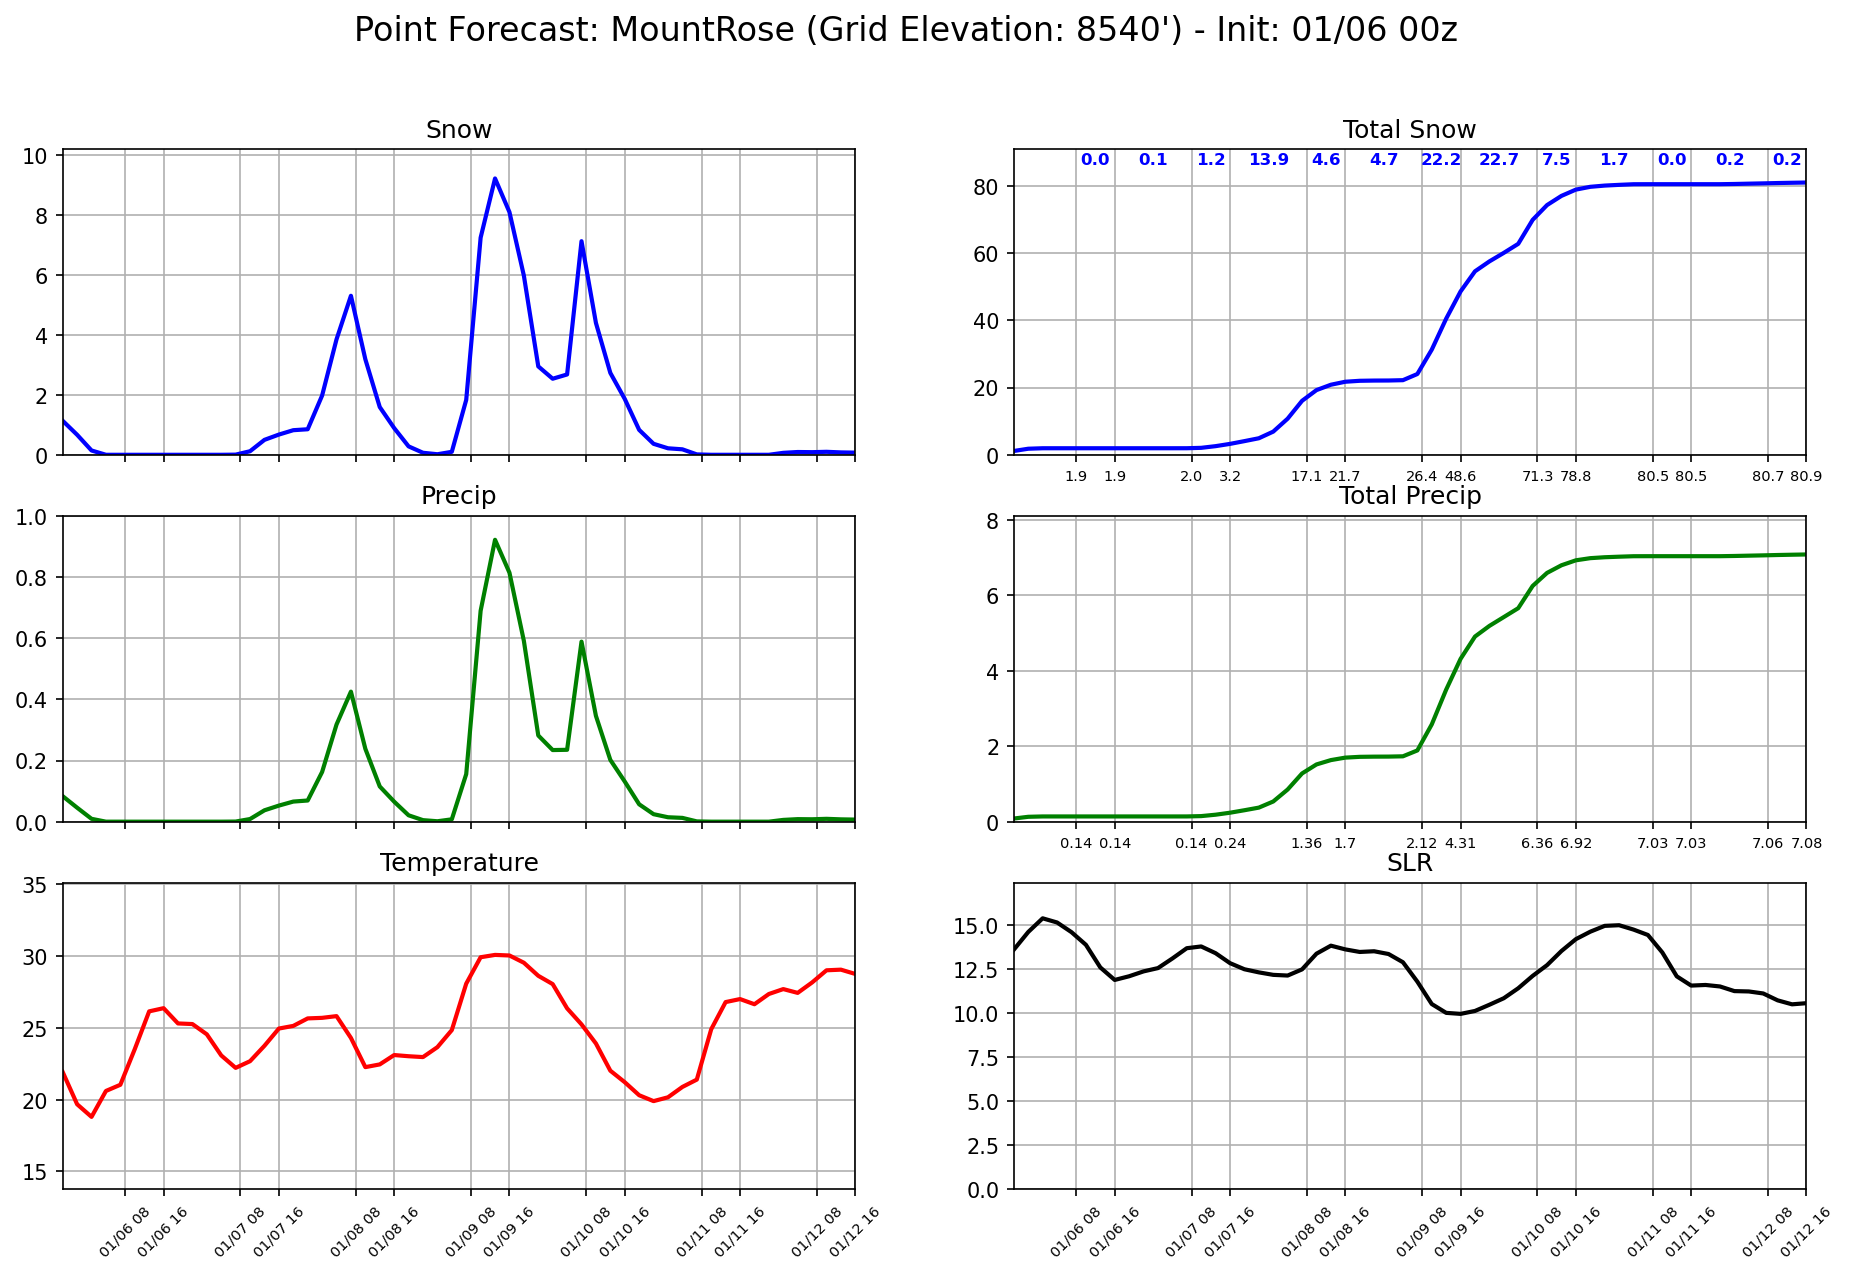 Point Forecast: MountRose (Grid Elevation: 8540') - Init: 01/06 00z
Snow
10
8
6
4
2
0
Total Snow
0.0 0.1 1.2 13.9 4.6 4.7 22.2 22.7 7.5 1.7 0.0 0.2 0.2
80
60
40
20
0
1.9 1.9 2.0 3.2 17.1 21.7 26.4 48.6 71.3 78.8 80.5 80.5 80.7 80.9
Precip
1.0
0.8
0.6
0.4
0.2
0.0
Total Precip
8
6
4
2
0
0.14 0.14 0.14 0.24 1.36 1.7 2.12 4.31 6.36 6.92 7.03 7.03 7.06 7.08
Temperature
35
30
25
20
15
01/06 08 01/06 16 01/07 08 01/07 16 01/08 08 01/08 16 01/09 08 01/09 16 01/10 08 01/10 16 01/11 08 01/11 16 01/12 08 01/12 16
SLR
15.0
12.5
10.0
7.5
5.0
2.5
0.0
01/06 08 01/06 16 01/07 08 01/07 16 01/08 08 01/08 16 01/09 08 01/09 16 01/10 08 01/10 16 01/11 08 01/11 16 01/12 08 01/12 16